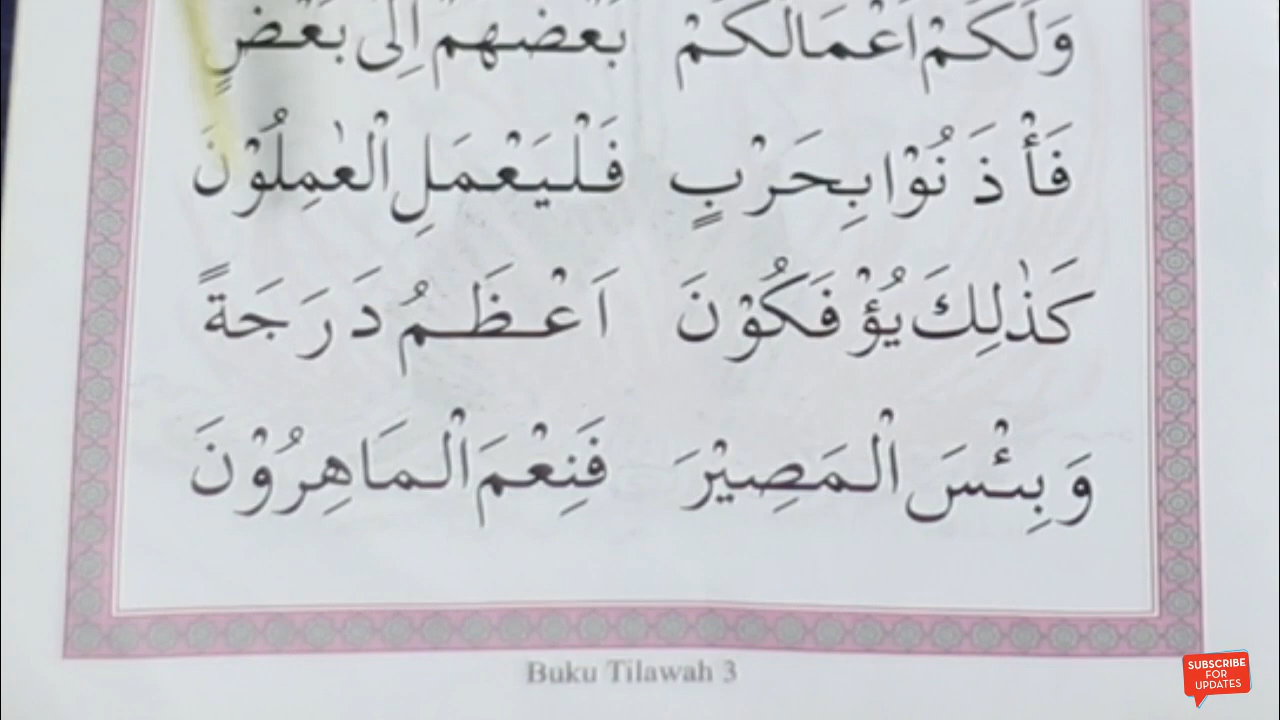 وَلَكُمْ اَعْمَالُكُمْ بَعْضُهُمْ اِلٰى بَعْضٍ
فَأْذَنُوْا بِحَرْبٍ فَلْيَعْمَلِ الْعٰمِلُوْنَ
كَذٰلِكَ يُؤْفَكُوْنَ اَعْظَمُ دَرَجَةً
وَبِئْسَ الْمَصِيْرَ فَنِعْمَ الْمَاهِرُوْنَ
Buku Tilawah 3
SUBSCRIBE
FOR
UPDATES